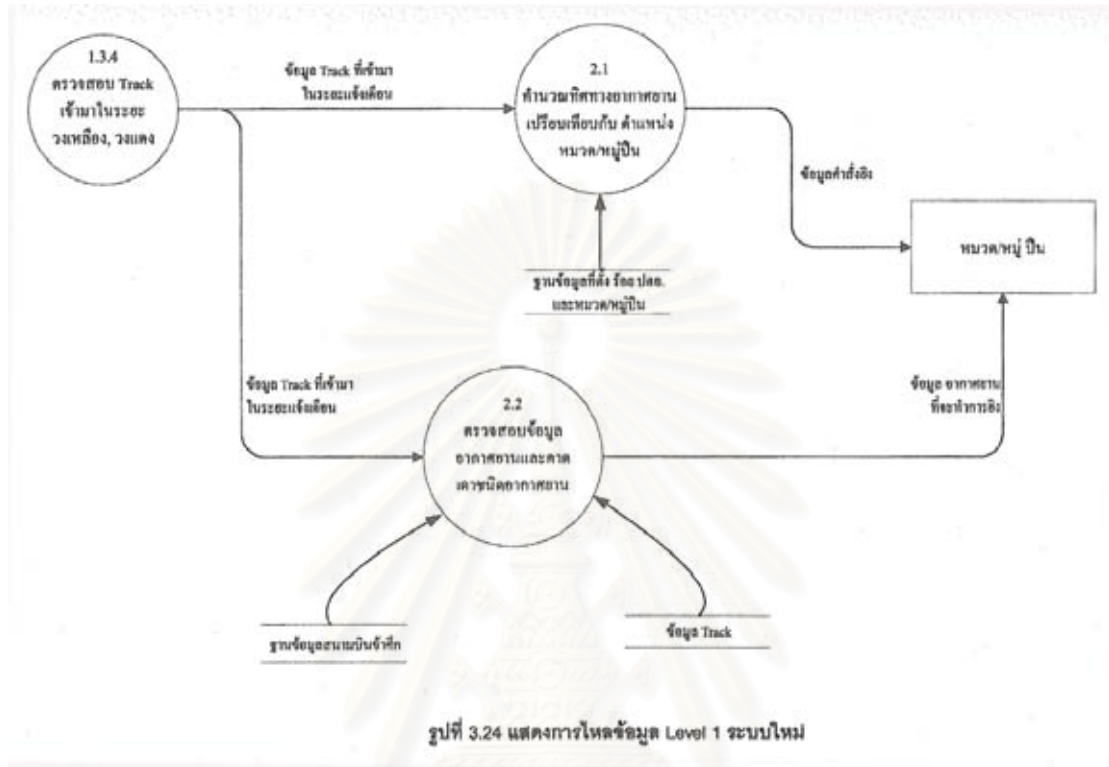 1.3.4
ตรวจสอบ Track
เข้ามาในระยะ
วงเหลือง, วงแดง
ข้อมูล Track ที่เข้ามา
ในระยะแจ้งเตือน
2.1
คำนวณทิศทางอากาศยาน
เปรียบเทียบกับ ตำแหน่ง
หมวด/หมู่ปืน
ข้อมูลคำสั่งยิง
หมวด/หมู่ ปืน
ฐานข้อมูลที่ตั้ง ร้อย ปตอ.
และหมวด/หมู่ปืน
ข้อมูล Track ที่เข้ามา
ในระยะแจ้งเตือน
2.2
ตรวจสอบข้อมูล
อากาศยานและคาด
เดาชนิดอากาศยาน
ข้อมูล อากาศยาน
ที่จะทำการยิง
ฐานข้อมูลสนามบินข้าศึก
ข้อมูล Track
รูปที่ 3.24 แสดงการไหลข้อมูล Level 1 ระบบใหม่